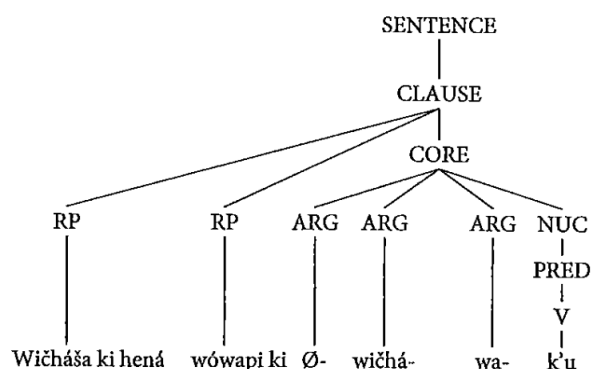 SENTENCE
CLAUSE
CORE
RP RP ARG ARG ARG NUC
PRED
V
Wičháša ki hená wówapi ki Ø- wičhá- wa- k'u